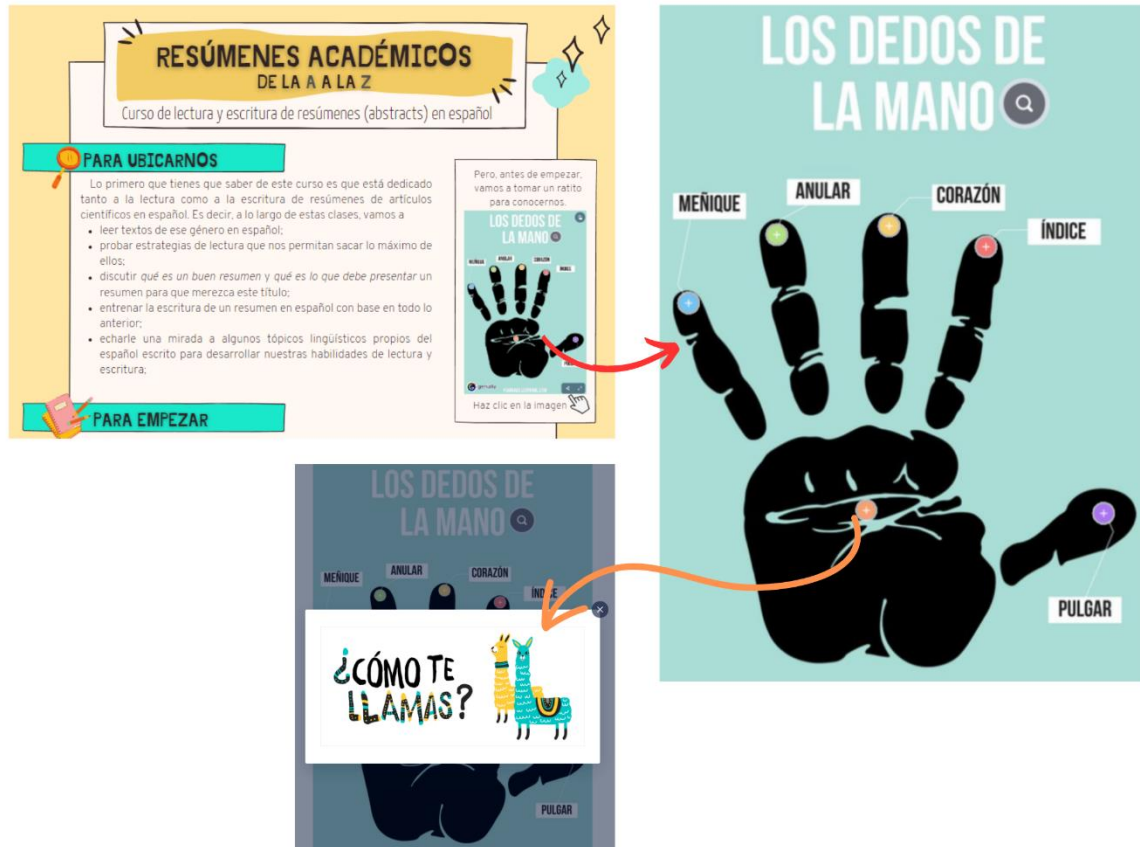 RESÚMENES ACADÉMICOS
DE LA A A LA Z
Curso de lectura y escritura de resúmenes (abstracts) en español
PARA UBICARNOS
Lo primero que tienes que saber de este curso es que está dedicado
tanto a la lectura como a la escritura de resúmenes de artículos
científicos en español. Es decir, a lo largo de estas clases, vamos a
• leer textos de ese género en español;
• probar estrategias de lectura que nos permitan sacar lo máximo de
ellos;
• discutir qué es un buen resumen y qué es lo que debe presentar un
resumen para que merezca este título;
• entrenar la escritura de un resumen en español con base en todo lo
anterior;
• echarle una mirada a algunos tópicos lingüísticos propios del
español escrito para desarrollar nuestras habilidades de lectura y
escritura;
PARA EMPEZAR
Pero, antes de empezar,
vamos a tomar un ratito
para conocernos.
LOS DEDOS DE
LA MANO
MEÑIQUE
ANULAR
CORAZÓN
ÍNDICE
genially
Haz clic en la imagen
LOS DEDOS DE
LA MANO
MEÑIQUE
ANULAR
CORAZÓN
ÍNDICE
PULGAR
LOS DEDOS DE
LA MANO
MEÑIQUE
ANULAR
CORAZÓN
ÍNDICE
¿CÓMO TE
LLAMAS?
PULGAR